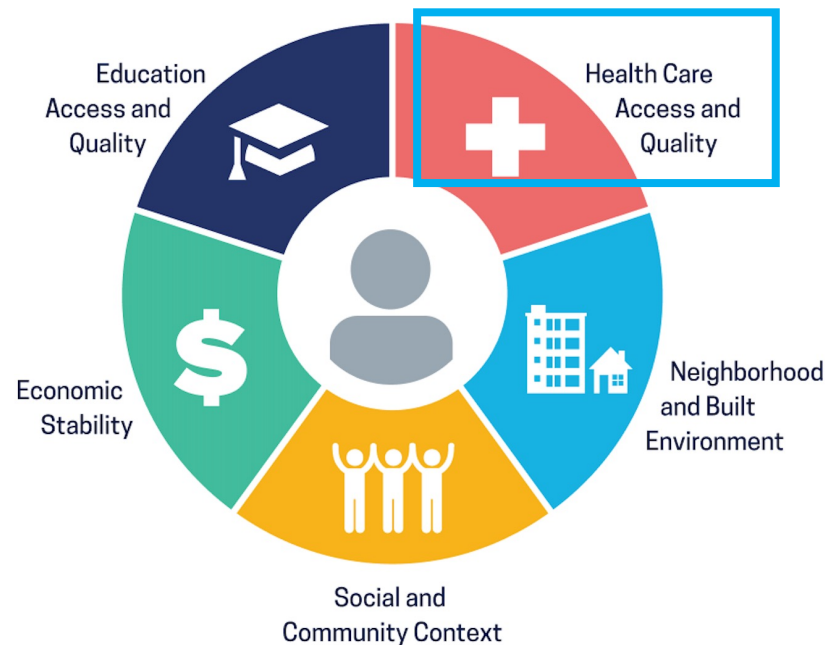 Education
Access and
Quality
Health Care
Access and
Quality
Economic
Stability
Neighborhood
and Built
Environment
Social and
Community Context